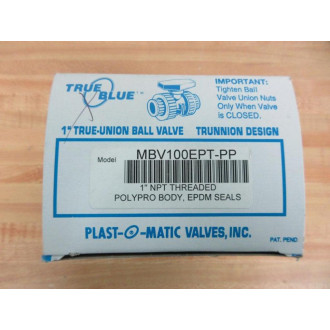 TRUE BLUE
IMPORTANT:
Tighten Ball
Valve Union Nuts
Only When Valve
is CLOSED.
1" TRUE-UNION BALL VALVE TRUNNION DESIGN
Model MBV100EPT-PP
1" NPT THREADED
POLYPRO BODY, EPDM SEALS
PLAST-O-MATIC VALVES, INC.
PAT. PEND